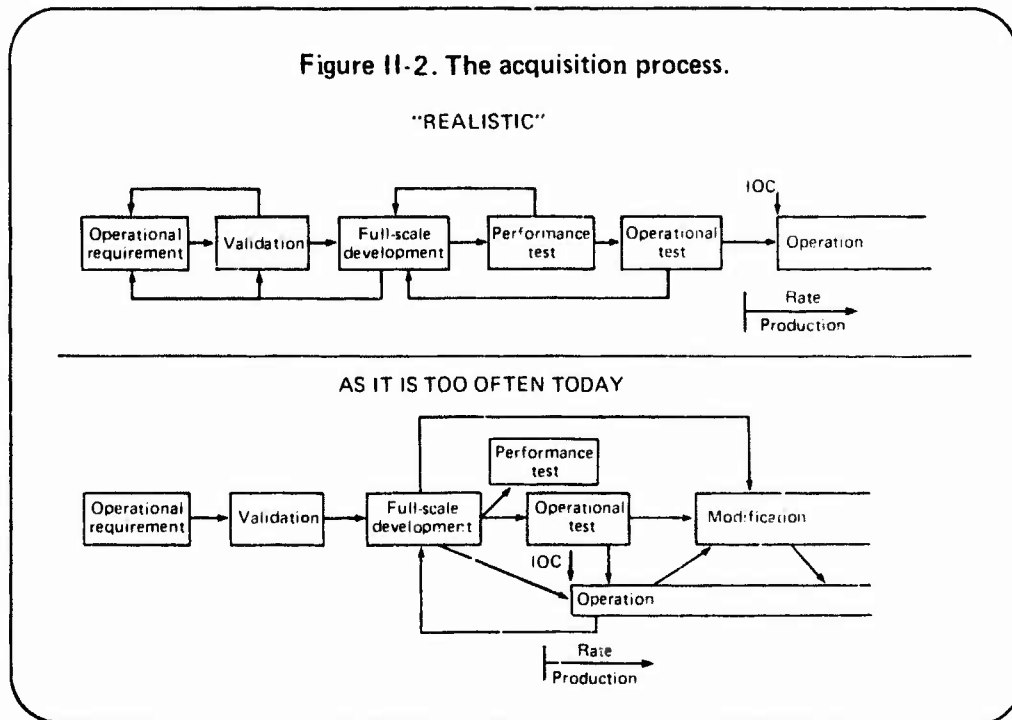 Figure II-2. The acquisition process.
"REALISTIC"
IOC
Operational
requirement
Validation
Full-scale
development
Performance
test
Operational
test
Operation
Rate
Production
AS IT IS TOO OFTEN TODAY
Performance
test
Operational
requirement
Validation
Full-scale
development
Operational
test
Modification
IOC
Operation
Rate
Production